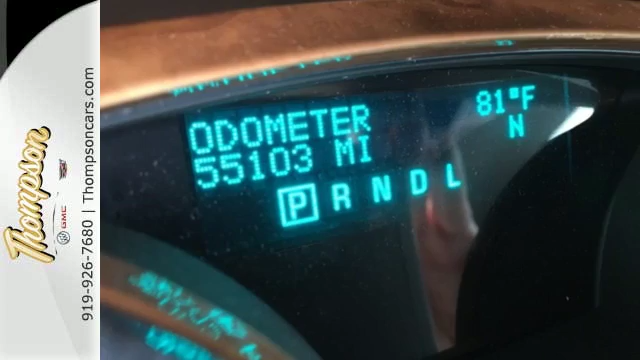 Thompson
GMC
919-926-7680 | Thompsoncars.com
ODOMETER
55103 MI
81°F
N
P R N D L